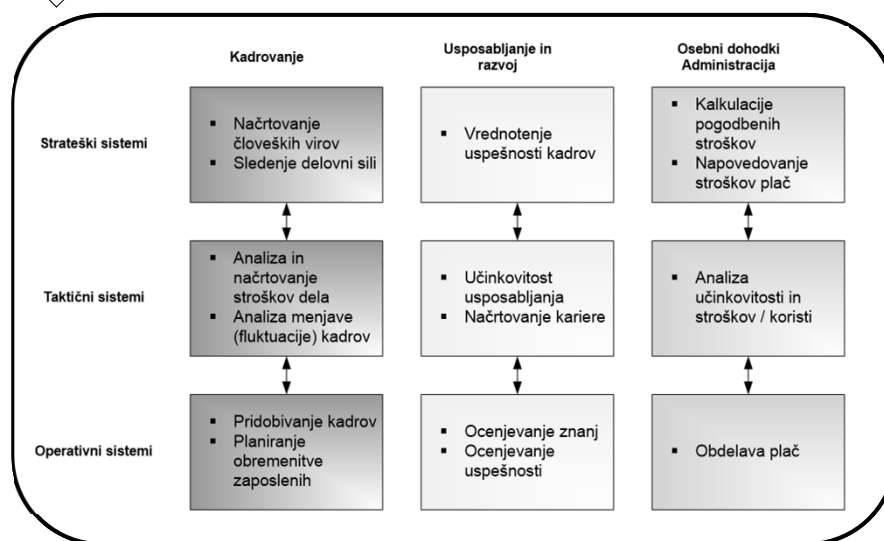 Kadrovanje
Usposabljanje in
razvoj
Osebni dohodki
Administracija
Strateški sistemi
▪ Načrtovanje
človeških virov
▪ Sledenje delovni sili
▪ Vrednotenje
uspešnosti kadrov
▪ Kalkulacije
pogodbenih
stroškov
▪ Napovedovanje
stroškov plač
Taktični sistemi
▪ Analiza in
načrtovanje
stroškov dela
▪ Analiza menjave
(fluktuacije) kadrov
▪ Učinkovitost
usposabljanja
▪ Načrtovanje kariere
▪ Analiza
učinkovitosti in
stroškov / koristi
Operativni sistemi
▪ Pridobivanje kadrov
▪ Planiranje
obremenitve
zaposlenih
▪ Ocenjevanje znanj
▪ Ocenjevanje
uspešnosti
▪ Obdelava plač